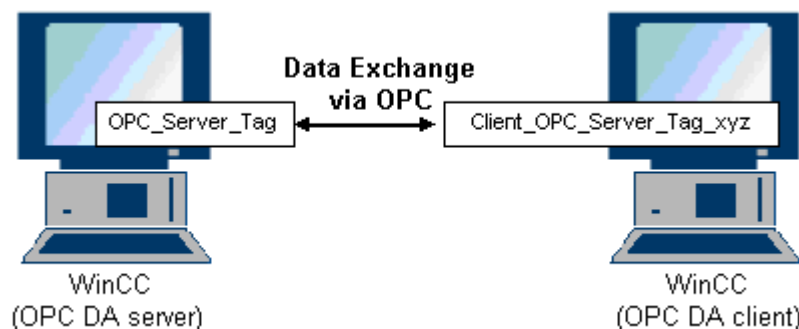 Data Exchange
via OPC
OPC_Server_Tag
Client_OPC_Server_Tag_xyz
WinCC
(OPC DA server)
WinCC
(OPC DA client)